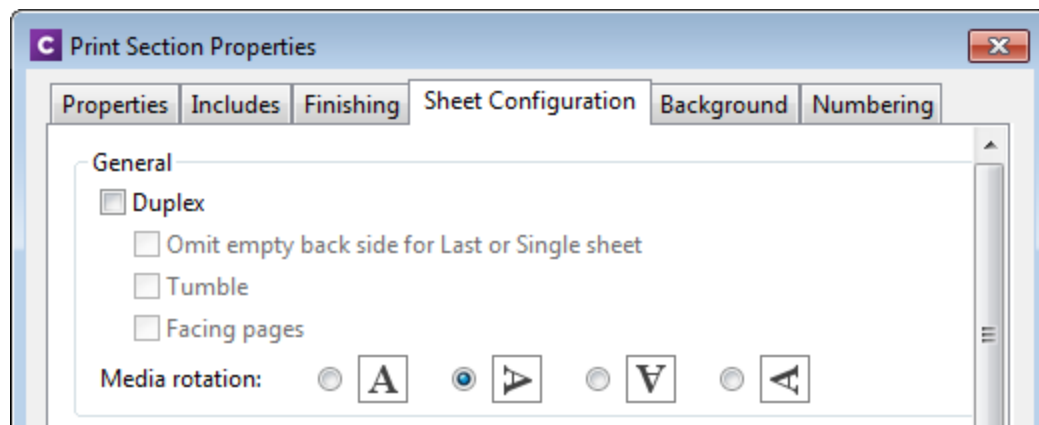 C Print Section Properties
Properties Includes Finishing Sheet Configuration Background Numbering
General
Duplex
Omit empty back side for Last or Single sheet
Tumble
Facing pages
Media rotation: A A A A